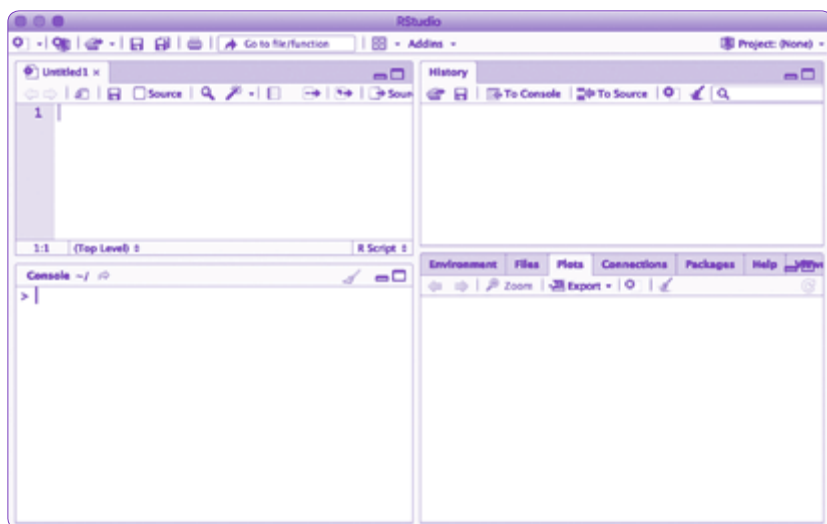 RStudio
Go to file/function Addins Project: (None)
Untitled1 ×
Source Sour
1
1:1 (Top Level) R Script
Console ~/
>
History
To Console To Source
Environment Files Plots Connections Packages Help
Zoom Export